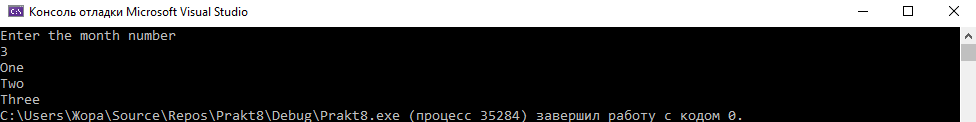 Консоль отладки Microsoft Visual Studio
Enter the month number
3
One
Two
Three
C:\Users\Жора\Source\Repos\Prakt8\Debug\Prakt8.exe (процесс 35284) завершил работу с кодом 0.